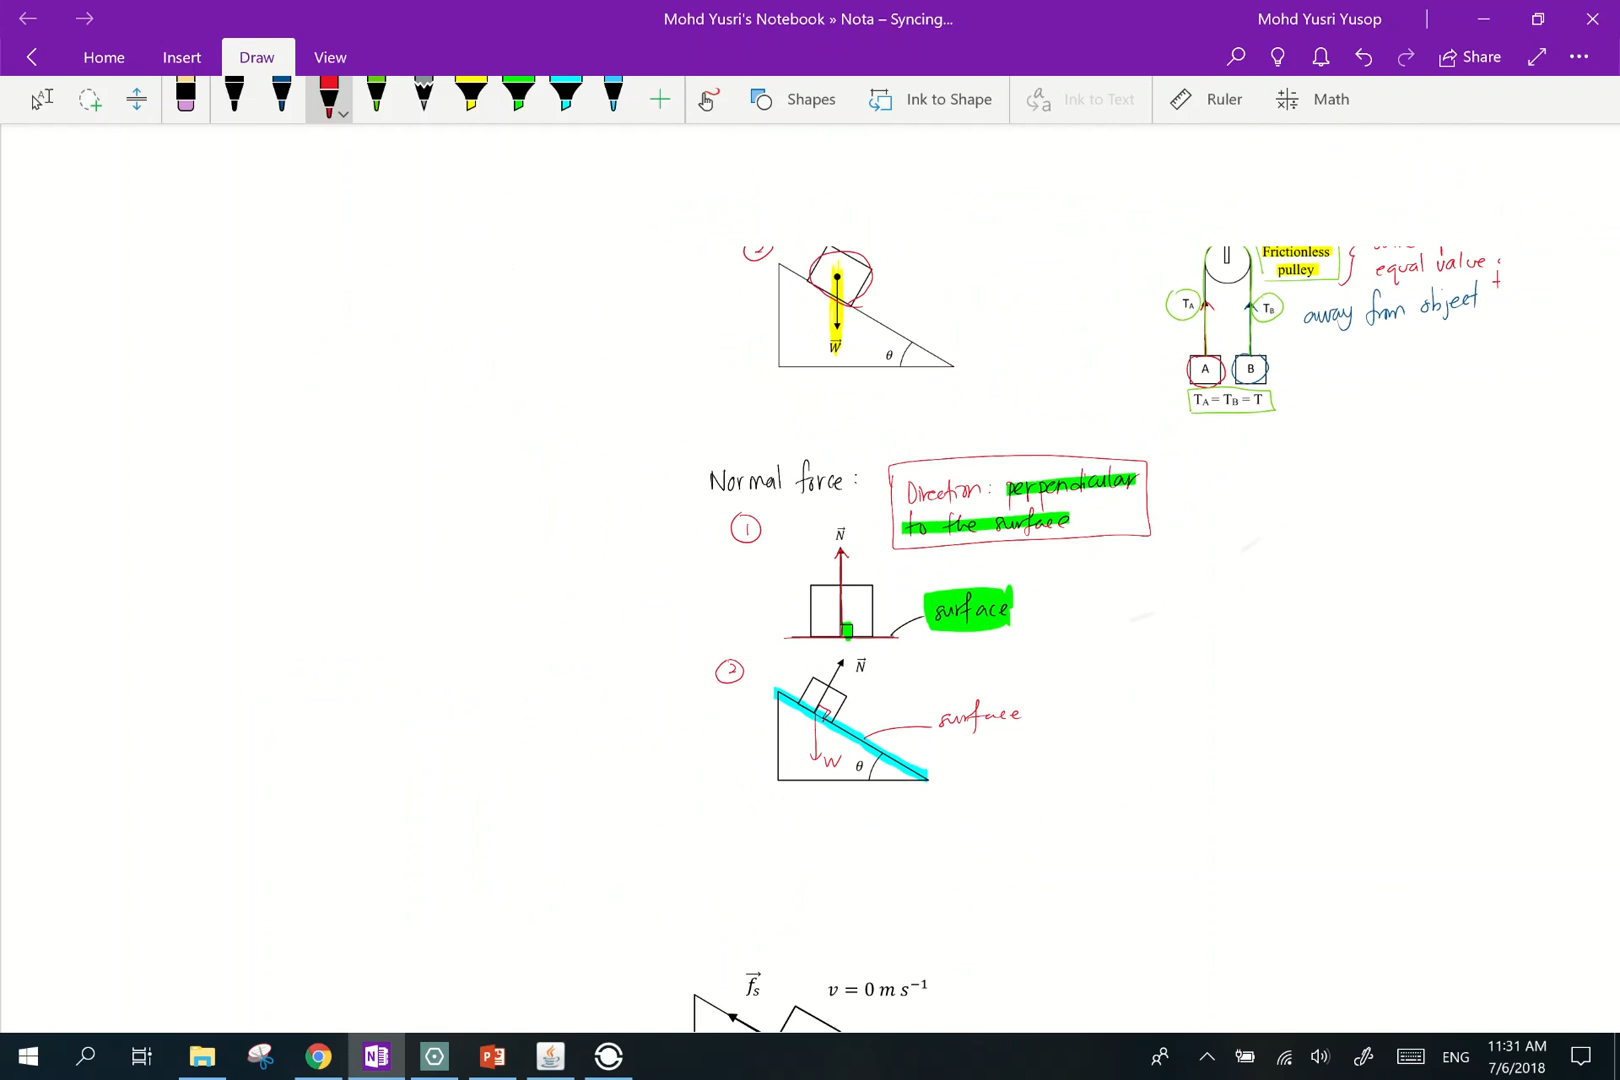 Mohd Yusri's Notebook » Nota – Syncing...
Mohd Yusri Yusop
Home
Insert
Draw
View
Share
Shapes
Ink to Shape
Ink to Text
Ruler
Math
W
θ
Frictionless
pulley
equal value
away from object
TA
TB
A
B
TA = TB = T
Normal force :
Direction : perpendicular
to the surface
1
N
surface
2
N
surface
W
θ
fs
v = 0 m s⁻¹
ENG
11:31 AM
7/6/2018